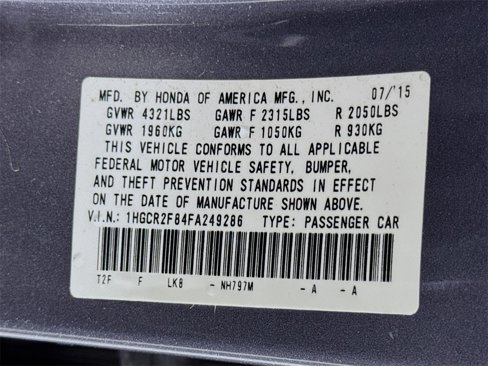 MFD. BY HONDA OF AMERICA MFG., INC. 07/15
GVWR 4321LBS GAWR F 2315LBS R 2050LBS
GVWR 1960KG GAWR F 1050KG R 930KG
THIS VEHICLE CONFORMS TO ALL APPLICABLE
FEDERAL MOTOR VEHICLE SAFETY, BUMPER,
AND THEFT PREVENTION STANDARDS IN EFFECT
ON THE DATE OF MANUFACTURE SHOWN ABOVE.
V.I.N.: 1HGCR2F84FA249286 TYPE: PASSENGER CAR
T2F F LK8 - NH797M - A - A